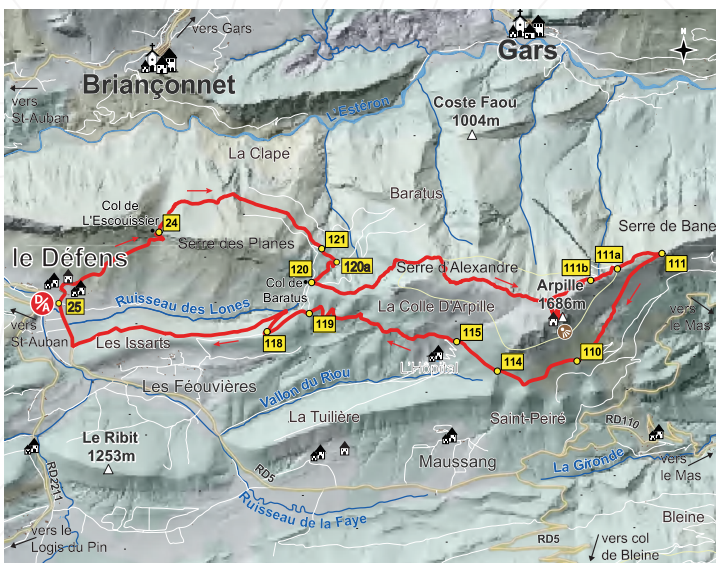 vers Gars
Gars
N
Briançonnet
vers
St-Auban
L'Estéron
Coste Faou
1004m
La Clape
Baratus
Col de
L'Escouissier
24
Serre des Planes
Serre de Bane
le Défens
121
120a
120
Col de
Baratus
Serre d'Alexandre
111b
111a
111
Arpille
1686m
D/A
25
Ruisseau des Lones
La Colle D'Arpille
vers
le Mas
vers
St-Auban
Les Issarts
118
119
115
L'Hôpital
114
110
Les Féouvières
Vallon du Riou
La Tuilière
Saint-Peiré
RD110
Le Ribit
1253m
Maussang
La Gironde
vers
le Mas
RD2211
RD5
Ruisseau de la Faye
Bleine
vers le
Logis du Pin
RD5
vers col
de Bleine